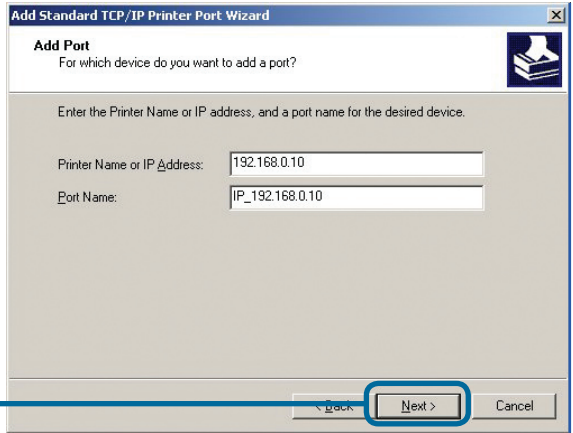 Add Standard TCP/IP Printer Port Wizard
Add Port
For which device do you want to add a port?
Enter the Printer Name or IP address, and a port name for the desired device.
Printer Name or IP Address: 192.168.0.10
Port Name: IP_192.168.0.10
< Back Next > Cancel